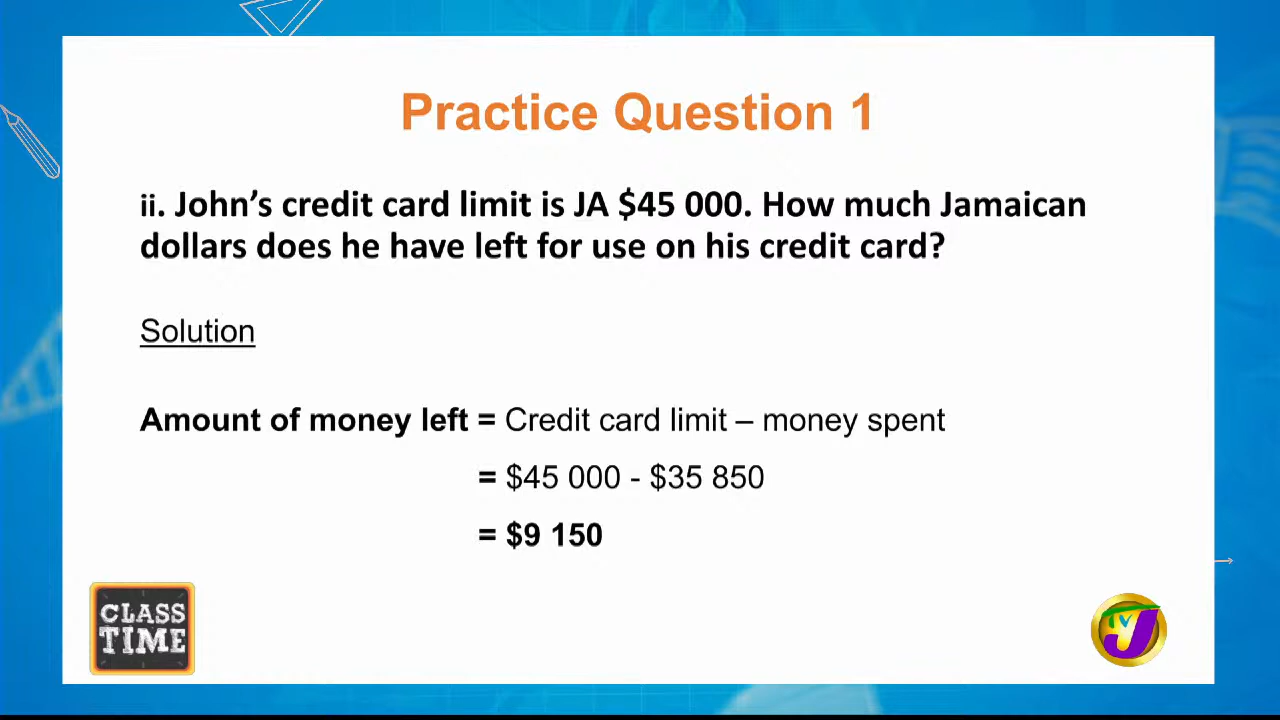 Practice Question 1
ii. John’s credit card limit is JA $45 000. How much Jamaican
dollars does he have left for use on his credit card?
Solution
Amount of money left = Credit card limit – money spent
= $45 000 - $35 850
= $9 150
CLASS
TIME
TVJ